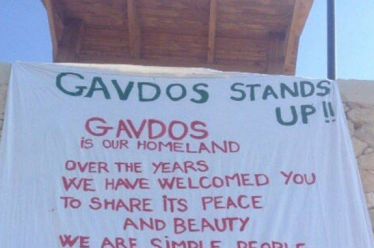 GAVDOS STANDS
UP!!
GAVDOS
IS OUR HOMELAND
OVER THE YEARS
WE HAVE WELCOMED YOU
TO SHARE ITS PEACE
AND BEAUTY
WE ARE SIMPLE PEOPLE